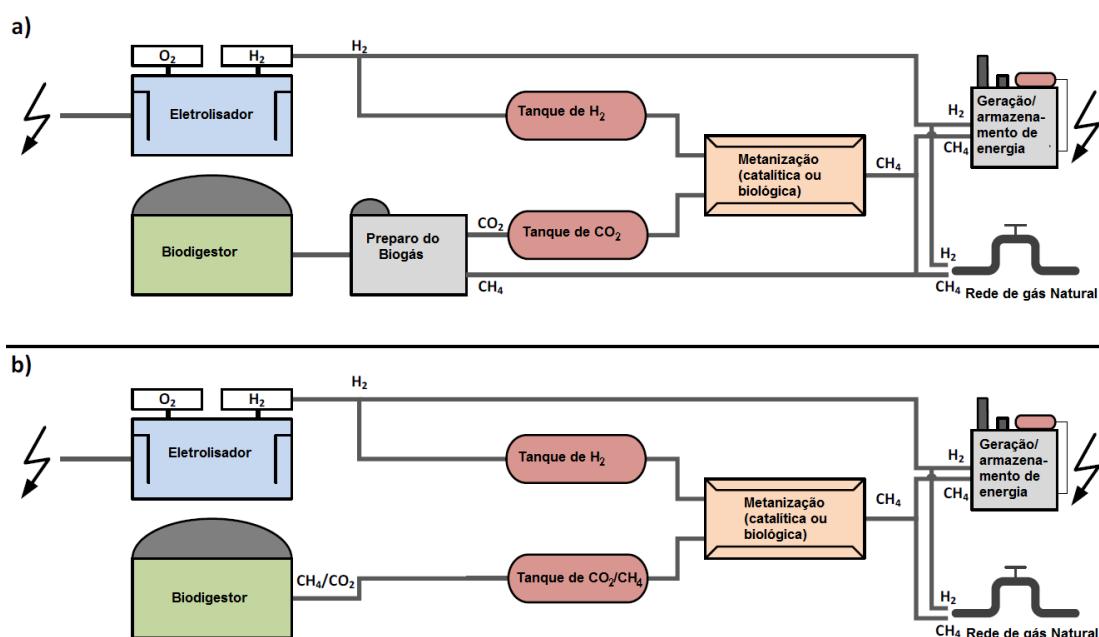 a)
H₂
O₂
H₂
Eletrolisador
Tanque de H₂
Geração/
armazena-
mento de
energia
H₂
CH₄
Metanização
(catalítica ou
biológica)
CH₄
Biodigestor
Preparo do
Biogás
CO₂
Tanque de CO₂
CH₄
H₂
CH₄
Rede de gás Natural
b)
H₂
O₂
H₂
Eletrolisador
Tanque de H₂
Geração/
armazena-
mento de
energia
H₂
CH₄
Metanização
(catalítica ou
biológica)
CH₄
Biodigestor
CH₄/CO₂
Tanque de CO₂/CH₄
H₂
CH₄
Rede de gás Natural